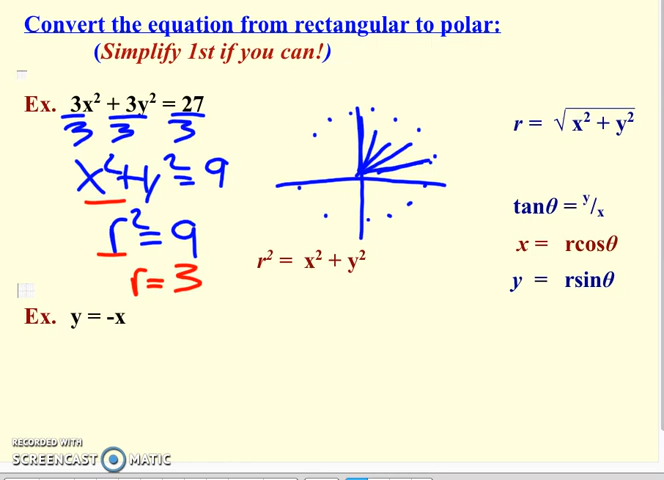 Convert the equation from rectangular to polar:
(Simplify 1st if you can!)
Ex. 3x² + 3y² = 27
3 3 3
x² + y² = 9
r² = 9
r = 3
r² = x² + y²
r = √x² + y²
tanθ = y/x
x = rcosθ
y = rsinθ
Ex. y = -x
RECORDED WITH
SCREENCAST MATIC